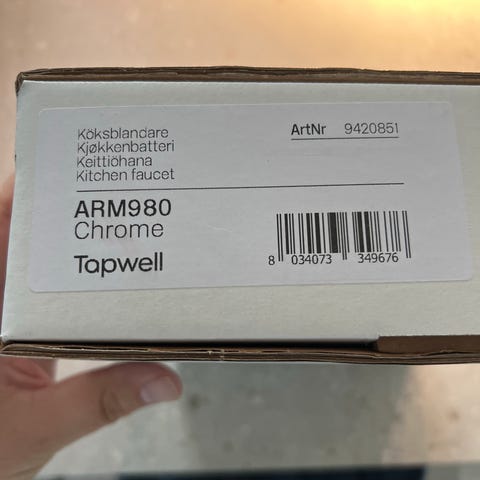 Köksblandare
Kjøkkenbatteri
Keittiöhana
Kitchen faucet
ArtNr 9420851
ARM980
Chrome
Tapwell
8 034073 349676